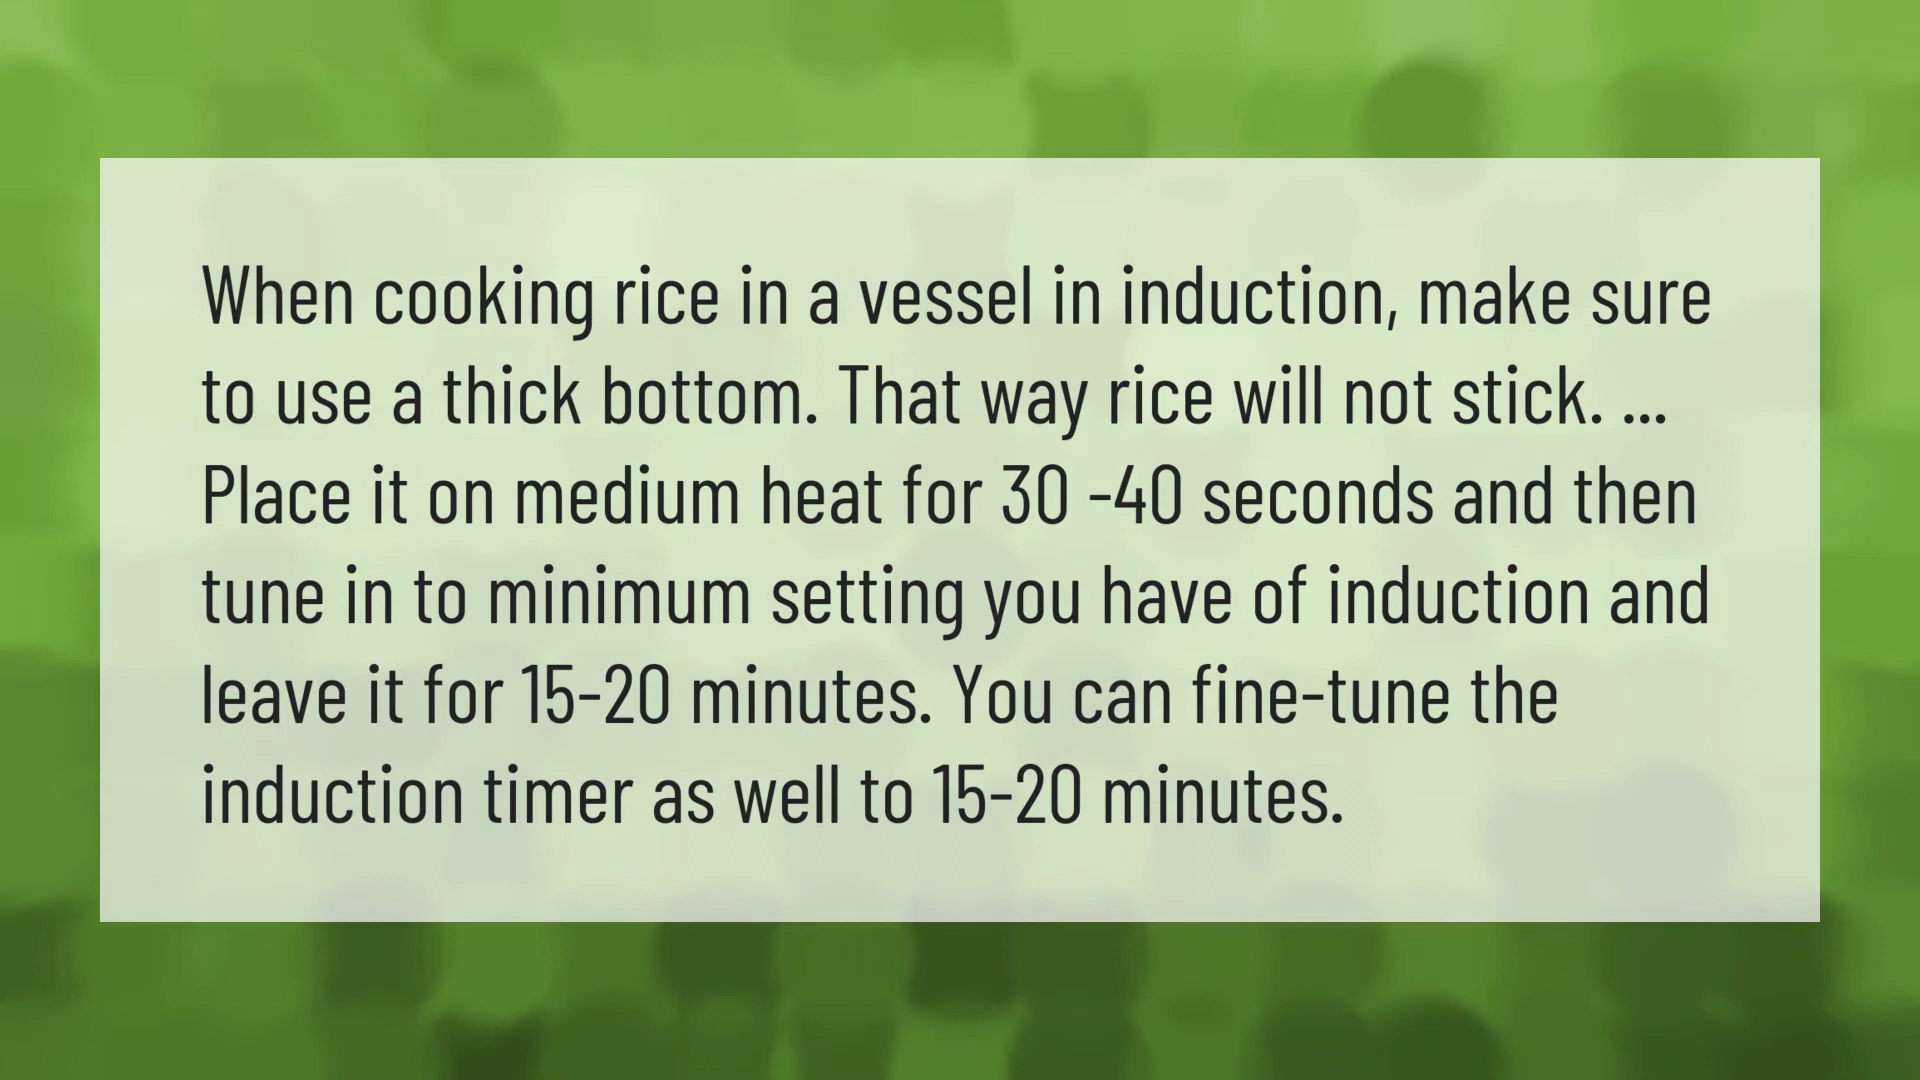 When cooking rice in a vessel in induction, make sure
to use a thick bottom. That way rice will not stick. ...
Place it on medium heat for 30 -40 seconds and then
tune in to minimum setting you have of induction and
leave it for 15-20 minutes. You can fine-tune the
induction timer as well to 15-20 minutes.